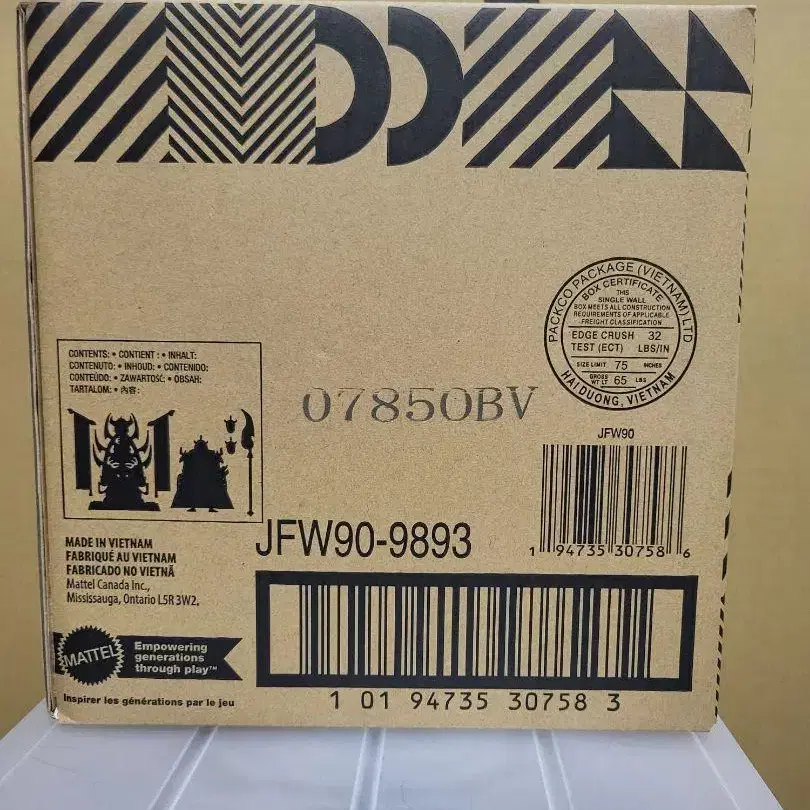 PACKCO PACKAGE (VIETNAM) LTD
BOX CERTIFICATE
THIS
SINGLE WALL
BOX MEETS ALL CONSTRUCTION
REQUIREMENTS OF APPLICABLE
FREIGHT CLASSIFICATION
EDGE CRUSH 32
TEST (ECT) LBS/IN
SIZE LIMIT 75 INCHES
GROSS WT LT 65 LBS
HAI DUONG, VIETNAM
CONTENTS: • CONTIENT : • INHALT:
CONTENUTO: • INHOUD: • CONTENIDO:
CONTEÚDO: • ZAWARTOŚĆ: • OBSAH:
TARTALOM: • 內容:
07850BV
JFW90
1 94735 30758 6
JFW90-9893
MADE IN VIETNAM
FABRIQUÉ AU VIETNAM
FABRICADO NO VIETNÃ
Mattel Canada Inc.,
Mississauga, Ontario L5R 3W2.
MATTEL
Empowering
generations
through play™
Inspirer les générations par le jeu
1 01 94735 30758 3